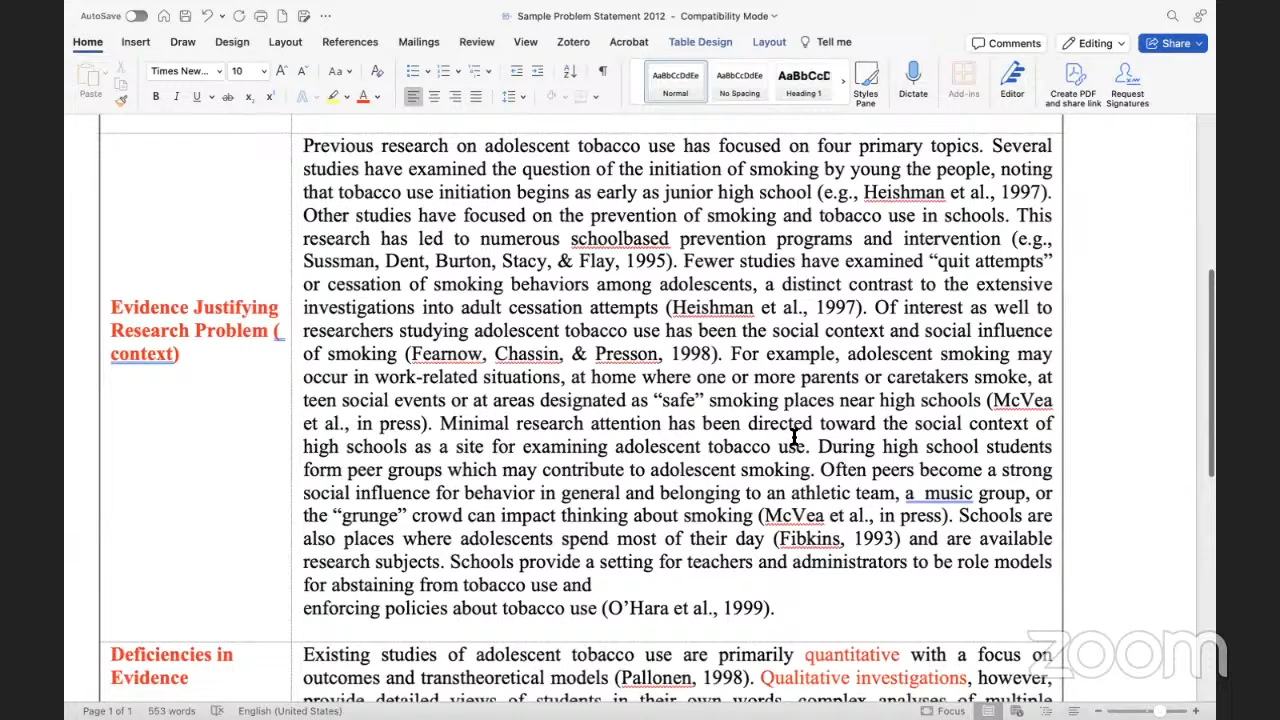 AutoSave
Sample Problem Statement 2012 - Compatibility Mode
Home Insert Draw Design Layout References Mailings Review View Zotero Acrobat Table Design Layout Tell me Comments Editing Share
Paste Times New... 10 A A Aa A
B I U ab x₂ x² A A
AaBbCcDdEe AaBbCcDdEe AaBbCcD
Normal No Spacing Heading 1
Styles Pane Dictate Add-ins Editor Create PDF and share link Request Signatures
Previous research on adolescent tobacco use has focused on four primary topics. Several
studies have examined the question of the initiation of smoking by young the people, noting
that tobacco use initiation begins as early as junior high school (e.g., Heishman et al., 1997).
Other studies have focused on the prevention of smoking and tobacco use in schools. This
research has led to numerous schoolbased prevention programs and intervention (e.g.,
Sussman, Dent, Burton, Stacy, & Flay, 1995). Fewer studies have examined “quit attempts”
or cessation of smoking behaviors among adolescents, a distinct contrast to the extensive
Evidence Justifying investigations into adult cessation attempts (Heishman et al., 1997). Of interest as well to
Research Problem ( researchers studying adolescent tobacco use has been the social context and social influence
context) of smoking (Fearnow, Chassin, & Presson, 1998). For example, adolescent smoking may
occur in work-related situations, at home where one or more parents or caretakers smoke, at
teen social events or at areas designated as “safe” smoking places near high schools (McVea
et al., in press). Minimal research attention has been directed toward the social context of
high schools as a site for examining adolescent tobacco use. During high school students
form peer groups which may contribute to adolescent smoking. Often peers become a strong
social influence for behavior in general and belonging to an athletic team, a music group, or
the “grunge” crowd can impact thinking about smoking (McVea et al., in press). Schools are
also places where adolescents spend most of their day (Fibkins, 1993) and are available
research subjects. Schools provide a setting for teachers and administrators to be role models
for abstaining from tobacco use and
enforcing policies about tobacco use (O’Hara et al., 1999).
Deficiencies in Existing studies of adolescent tobacco use are primarily quantitative with a focus on
Evidence outcomes and transtheoretical models (Pallonen, 1998). Qualitative investigations, however,
provide detailed views of students in their own words, complex analyses of multiple
zoom
Page 1 of 1 553 words English (United States) Focus